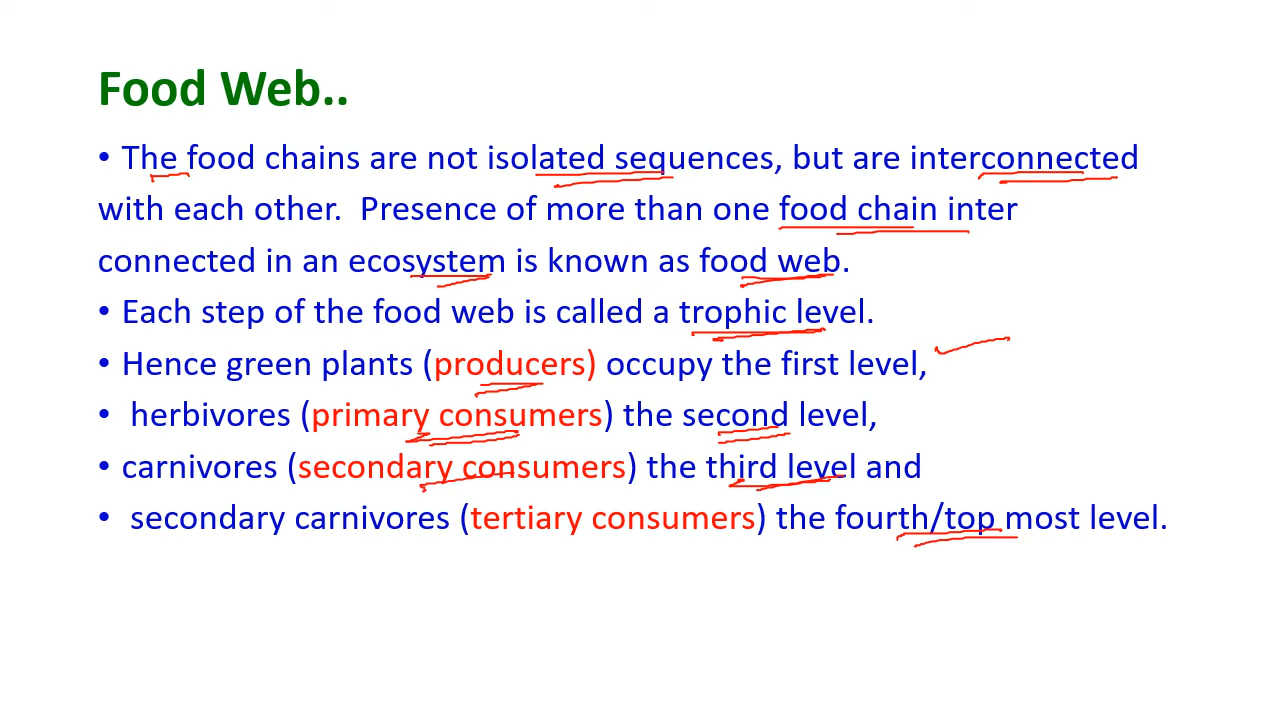 Food Web..
• The food chains are not isolated sequences, but are interconnected
with each other.  Presence of more than one food chain inter
connected in an ecosystem is known as food web.
• Each step of the food web is called a trophic level.
• Hence green plants (producers) occupy the first level,
•  herbivores (primary consumers) the second level,
• carnivores (secondary consumers) the third level and
•  secondary carnivores (tertiary consumers) the fourth/top most level.